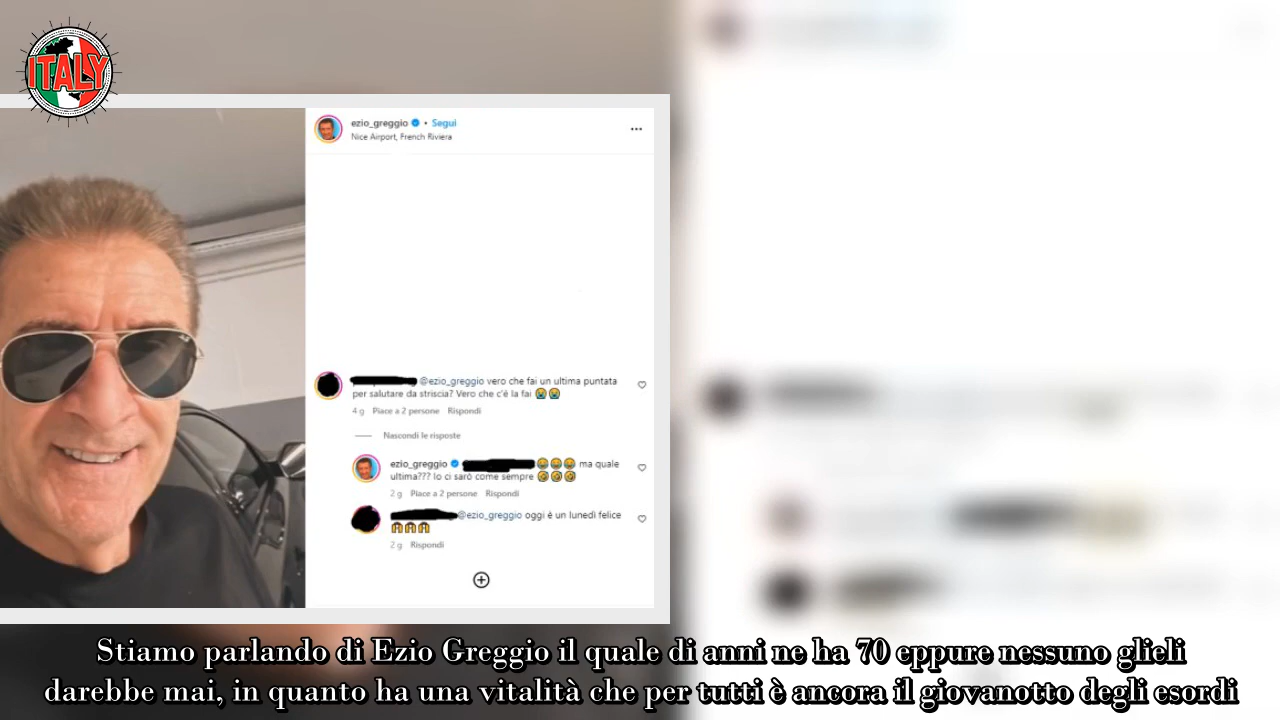 ITALY
ezio_greggio • Segui
Nice Airport, French Riviera
@ezio_greggio vero che fai un ultima puntata
per salutare da striscia? Vero che c'è la fai 😭😭
4 g Piace a 2 persone Rispondi
Nascondi le risposte
ezio_greggio 😂😂😂 ma quale
ultima??? Io ci sarò come sempre 🤣🤣🤣
2 g Piace a 2 persone Rispondi
@ezio_greggio oggi è un lunedì felice
2 g Rispondi
Stiamo parlando di Ezio Greggio il quale di anni ne ha 70 eppure nessuno glieli
darebbe mai, in quanto ha una vitalità che per tutti è ancora il giovanotto degli esordi